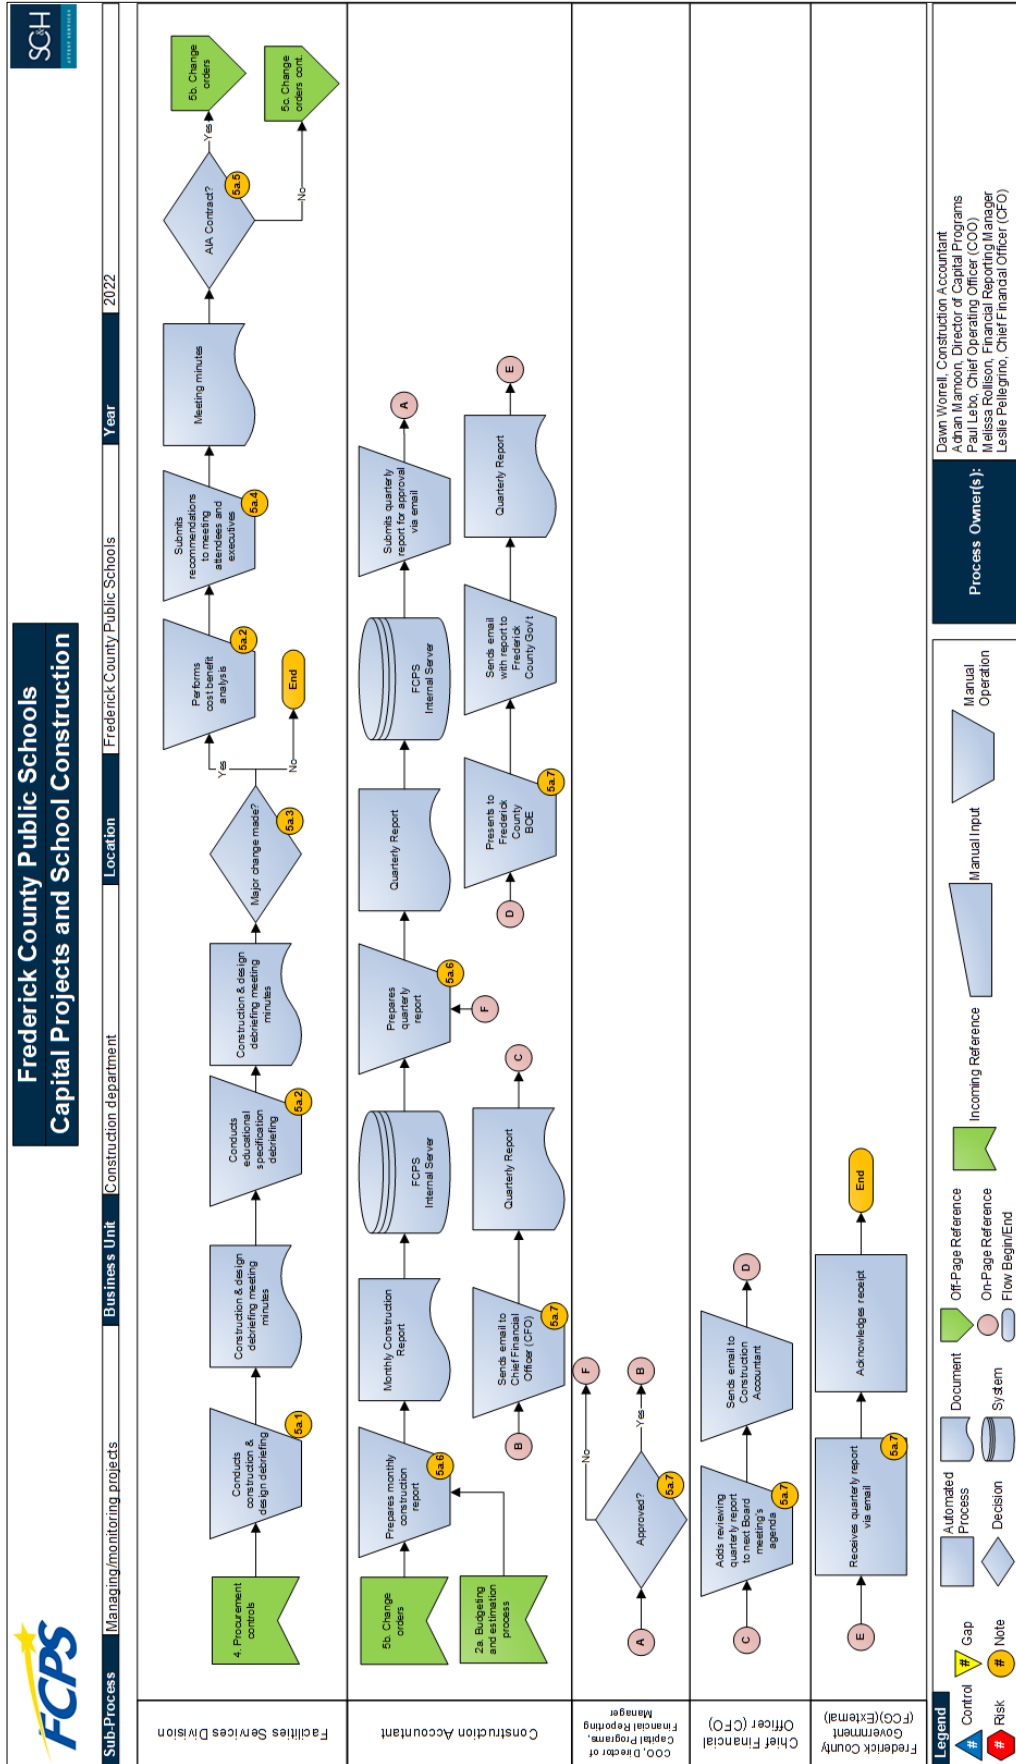 FCPS
Frederick County Public Schools
Capital Projects and School Construction
SC&H
ATTEST SERVICES
Sub-Process
Managing/monitoring projects
Business Unit
Construction department
Location
Frederick County Public Schools
Year
2022
Facilities Services Division
4. Procurement
controls
Conducts
construction &
design debriefing
5a.1
Construction & design
debriefing meeting
minutes
Conducts
educational
specification
debriefing
5a.2
Construction & design
debriefing meeting
minutes
Major change made?
5a.3
Yes
No
End
Performs
cost benefit
analysis
5a.2
Submits
recommendations
to meeting
attendees and
executives
5a.4
Meeting minutes
AIA Contract?
5a.5
Yes
No
5b. Change
orders
5c. Change
orders cont.
Construction Accountant
5b. Change
orders
2a. Budgeting
and estimation
process
Prepares monthly
construction
report
5a.6
Monthly Construction
Report
FCPS
Internal Server
Prepares
quarterly
report
5a.6
F
Quarterly Report
FCPS
Internal Server
Submits quarterly
report for approval
via email
A
B
Sends email to
Chief Financial
Officer (CFO)
5a.7
Quarterly Report
C
D
Presents to
Frederick
County
BOE
5a.7
Sends email
with report to
Frederick
County Gov't
Quarterly Report
E
COO, Director of
Capital Programs,
Financial Reporting
Manager
A
Approved?
5a.7
No
F
Yes
B
Chief Financial
Officer (CFO)
C
Adds reviewing
quarterly report
to next Board
meeting's
agenda
5a.7
Sends email to
Construction
Accountant
D
Frederick County
Government
(FCG)(External)
E
Receives quarterly report
via email
5a.7
Acknowledges receipt
End
Legend
# Control
# Gap
# Risk
# Note
Automated
Process
Decision
Document
System
Off-Page Reference
On-Page Reference
Flow Begin/End
Incoming Reference
Manual Input
Manual
Operation
Process Owner(s):
Dawn Worrell, Construction Accountant
Adnan Mamoon, Director of Capital Programs
Paul Lebo, Chief Operating Officer (COO)
Melissa Rollison, Financial Reporting Manager
Leslie Pellegrino, Chief Financial Officer (CFO)